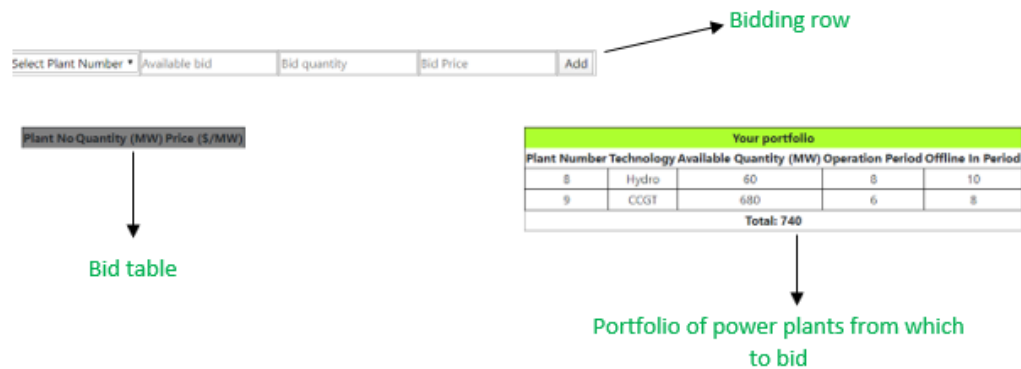 Bidding row
Select Plant Number Available bid Bid quantity Bid Price Add
Plant No Quantity (MW) Price ($/MW)
Your portfolio
Plant Number Technology Available Quantity (MW) Operation Period Offline In Period
8 Hydro 60 8 10
9 CCGT 680 6 8
Total: 740
Bid table
Portfolio of power plants from which
to bid